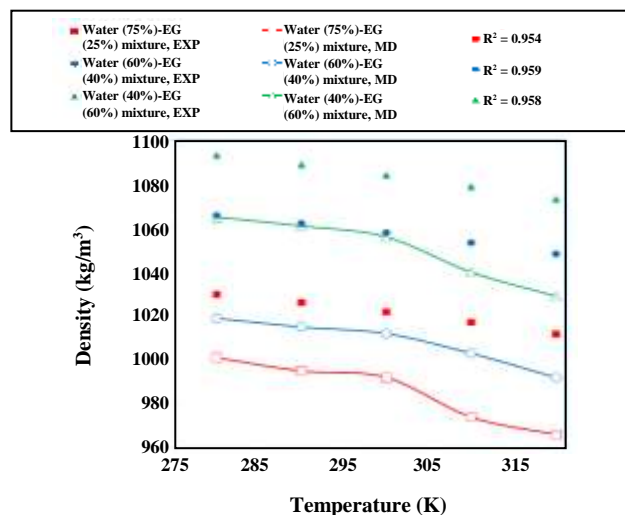 Water (75%)-EG
(25%) mixture, EXP
Water (60%)-EG
(40%) mixture, EXP
Water (40%)-EG
(60%) mixture, EXP
Water (75%)-EG
(25%) mixture, MD
Water (60%)-EG
(40%) mixture, MD
Water (40%)-EG
(60%) mixture, MD
R² = 0.954
R² = 0.959
R² = 0.958
Density (kg/m³)
1100
1080
1060
1040
1020
1000
980
960
275
285
295
305
315
Temperature (K)